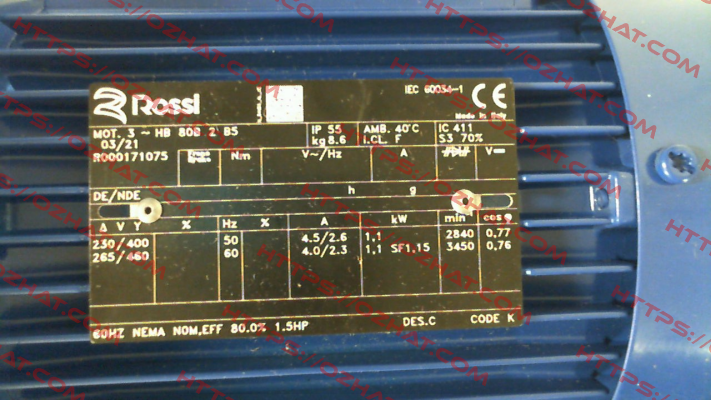 Rossi
IEC 60034-1 CE
Made in Italy
MOT. 3 ~ HB 80B 2 B5 IP 55 AMB. 40°C IC 411
03/21 kg 8.6 I.CL. F S3 70%
R000171075 Nm V~/Hz A V=
DE/NDE h g
Δ V Y % Hz % A kW min cos φ
230/400 50 4.5/2.6 1,1 2840 0,77
265/460 60 4.0/2.3 1,1 SF1,15 3450 0,76
60HZ NEMA NOM,EFF 80.0% 1.5HP DES.C CODE K
HTTPS://OZHAT.COM